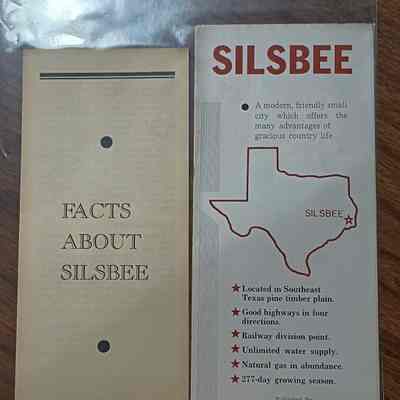 FACTS
ABOUT
SILSBEE
SILSBEE
A modern, friendly small
city which offers the
many advantages of
gracious country life
SILSBEE
Located in Southeast
Texas pine timber plain.
Good highways in four
directions.
Railway division point.
Unlimited water supply.
Natural gas in abundance.
277-day growing season.